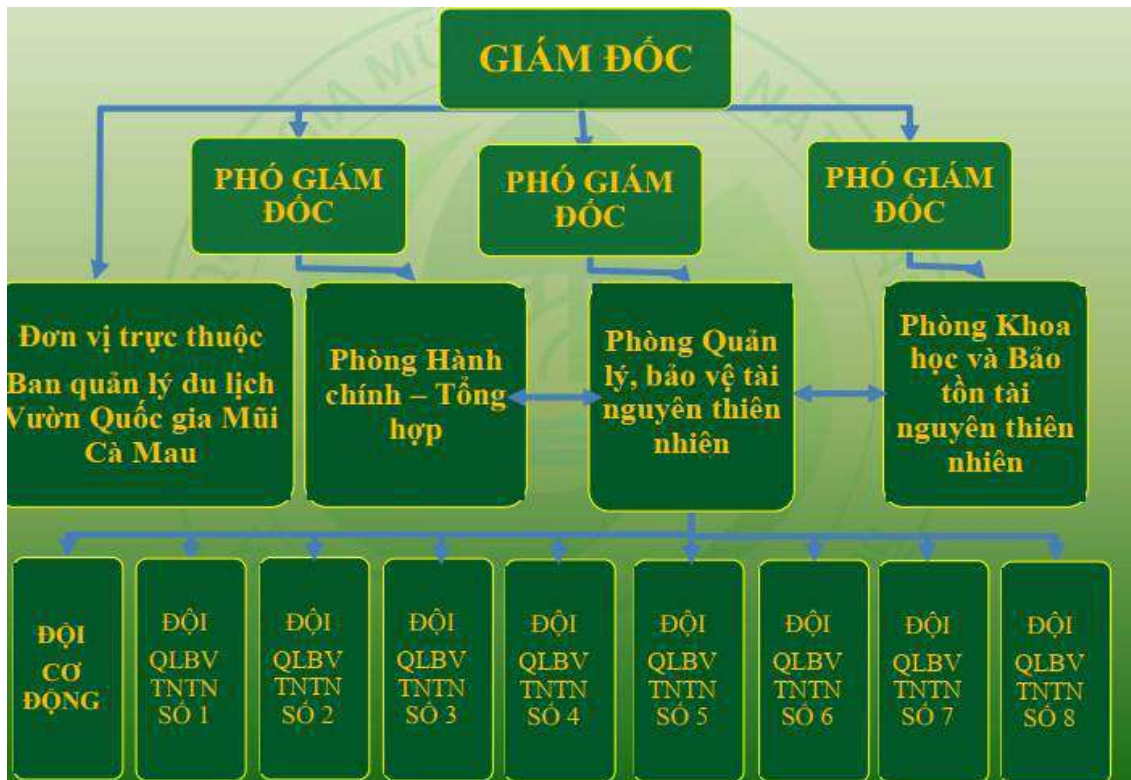 GIÁM ĐỐC
PHÓ GIÁM
ĐỐC
PHÓ GIÁM
ĐỐC
PHÓ GIÁM
ĐỐC
Đơn vị trực thuộc
Ban quản lý du lịch
Vườn Quốc gia Mũi
Cà Mau
Phòng Hành
chính – Tổng
hợp
Phòng Quản
lý, bảo vệ tài
nguyên thiên
nhiên
Phòng Khoa
học và Bảo
tồn tài
nguyên thiên
nhiên
ĐỘI
CƠ
ĐỘNG
ĐỘI
QLBV
TNTN
SỐ 1
ĐỘI
QLBV
TNTN
SỐ 2
ĐỘI
QLBV
TNTN
SỐ 3
ĐỘI
QLBV
TNTN
SỐ 4
ĐỘI
QLBV
TNTN
SỐ 5
ĐỘI
QLBV
TNTN
SỐ 6
ĐỘI
QLBV
TNTN
SỐ 7
ĐỘI
QLBV
TNTN
SỐ 8